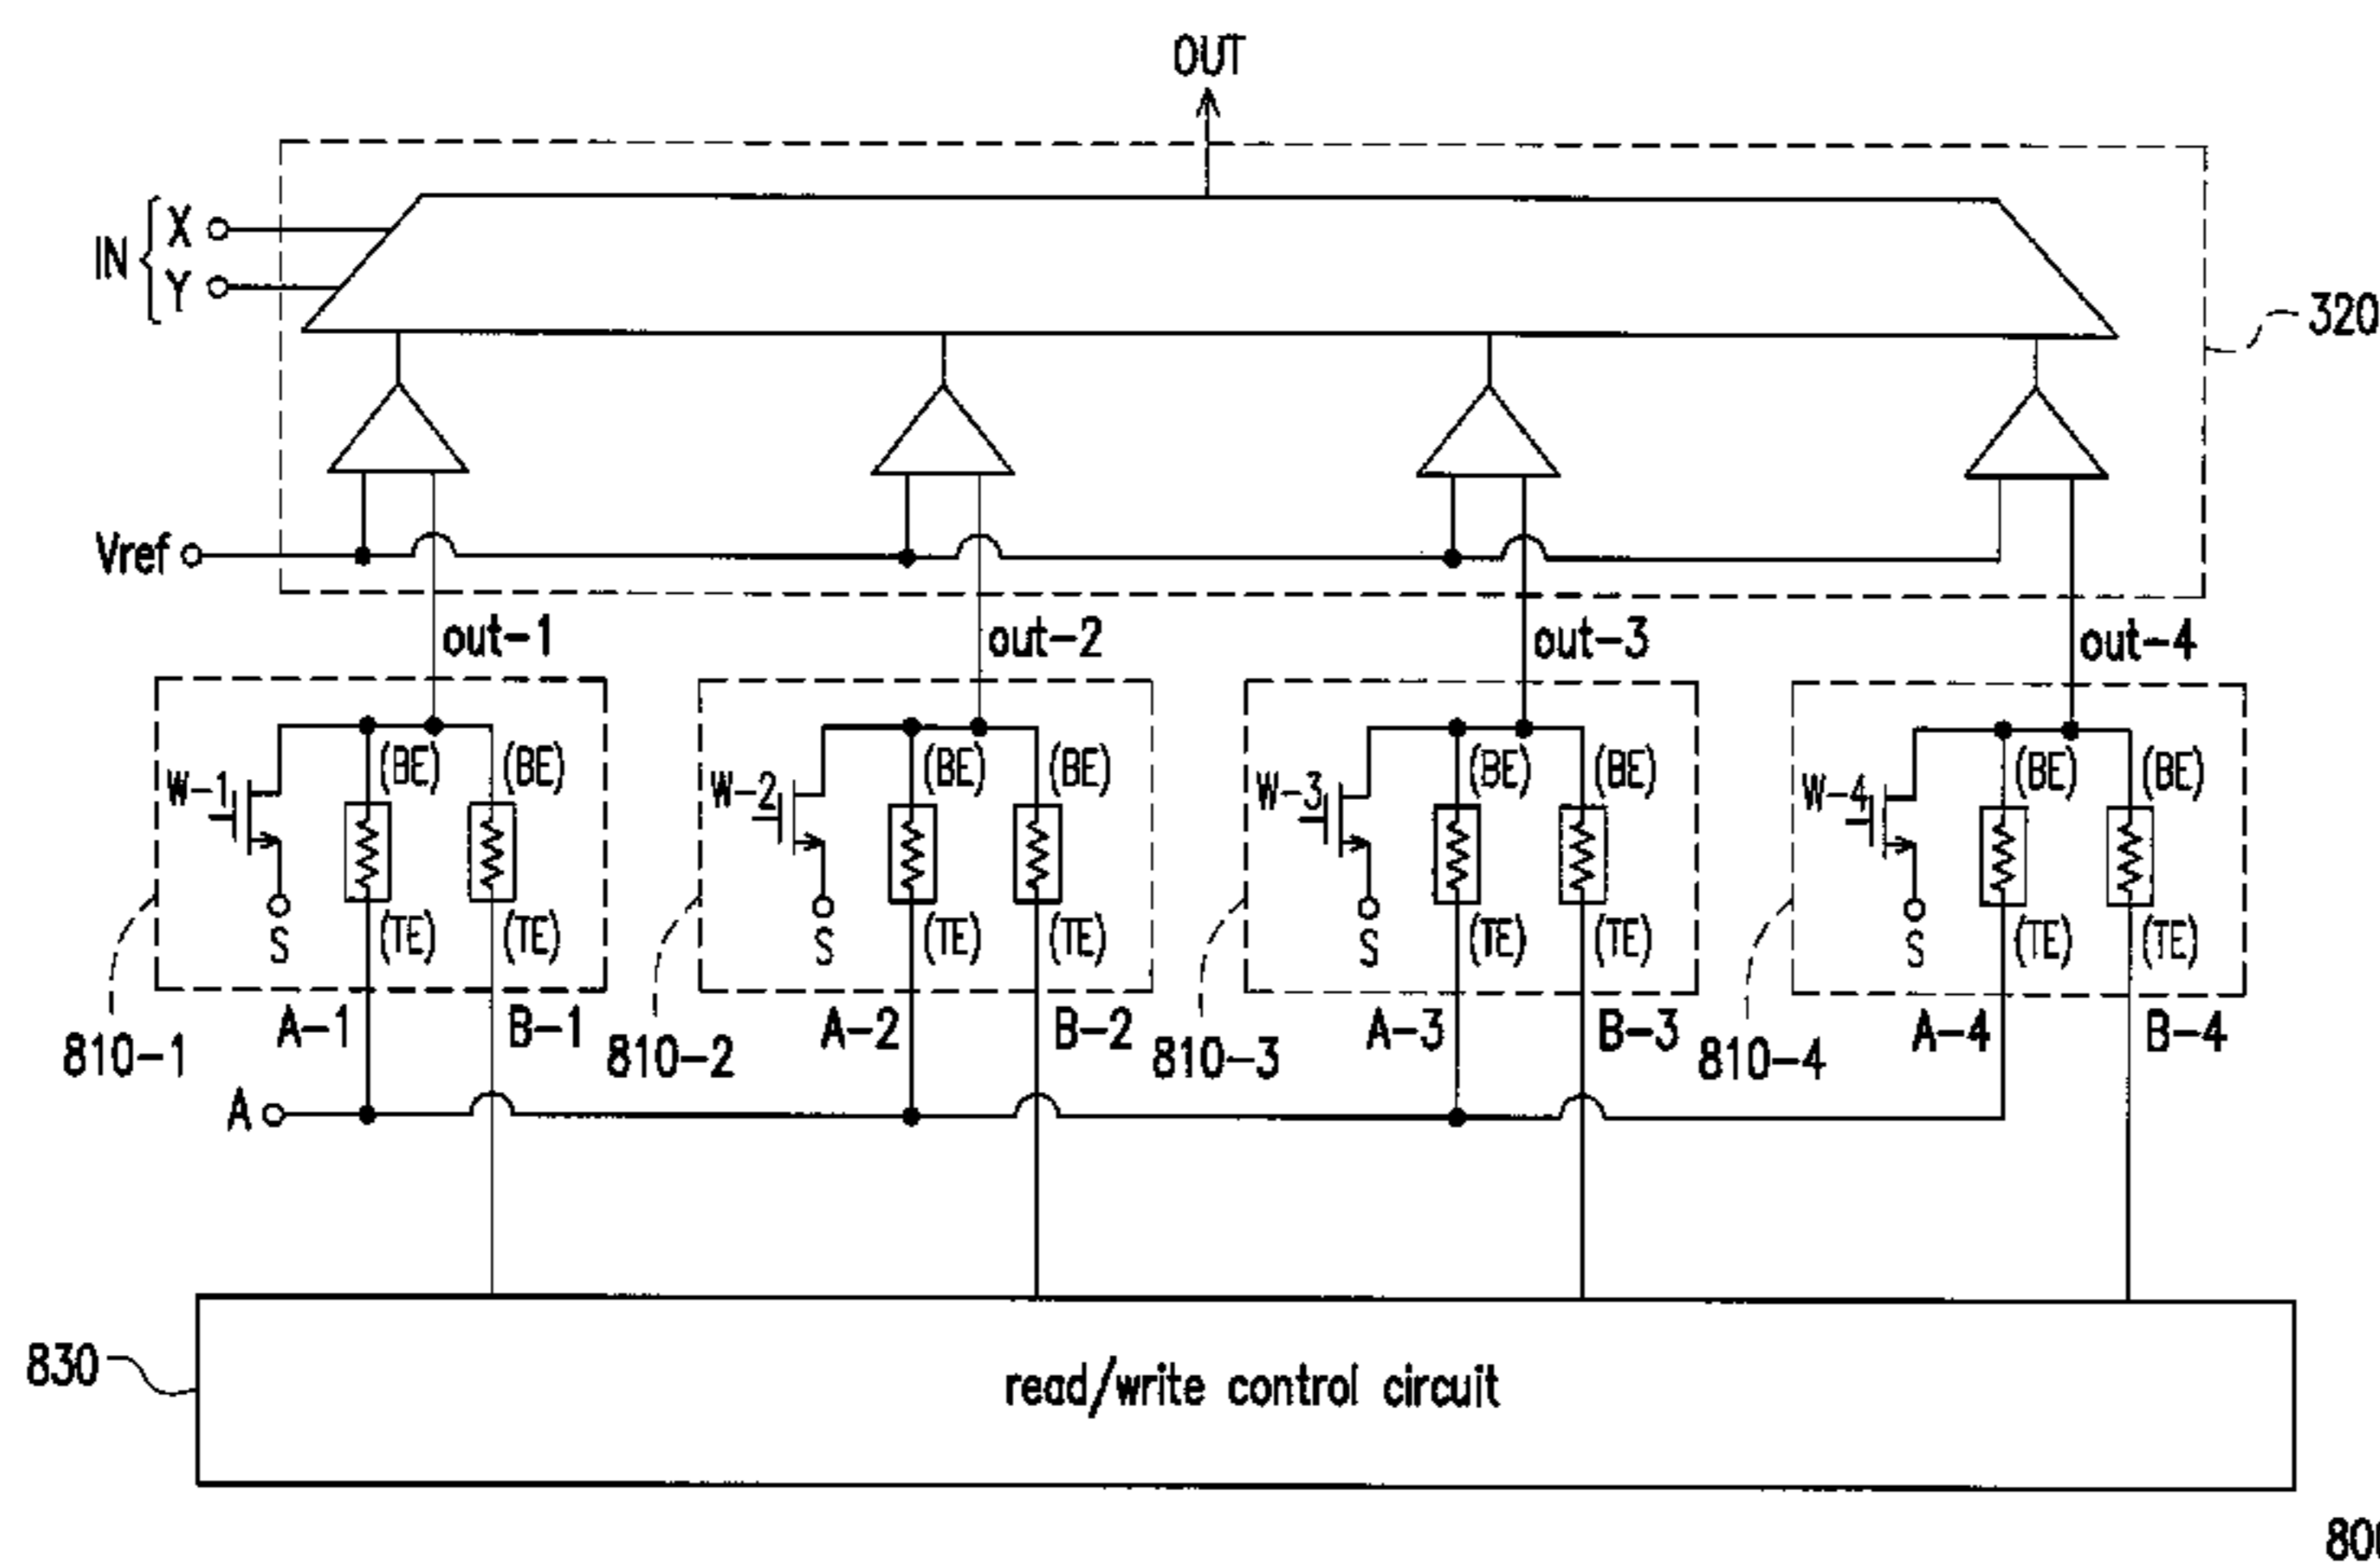 OUT
IN { X
Y
320
Vref
out-1 out-2 out-3 out-4
W-1 (BE) (BE) W-2 (BE) (BE) W-3 (BE) (BE) W-4 (BE) (BE)
S (TE) (TE) S (TE) (TE) S (TE) (TE) S (TE) (TE)
810-1 A-1 B-1 810-2 A-2 B-2 810-3 A-3 B-3 810-4 A-4 B-4
A
830
read/write control circuit